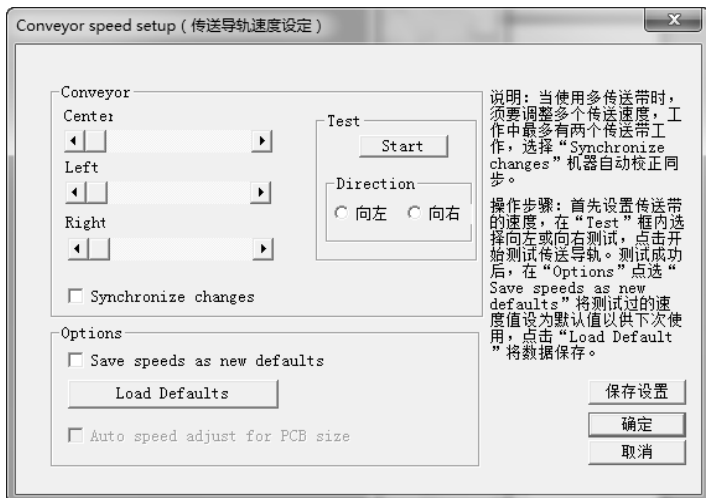 Conveyor speed setup（传送导轨速度设定）
x
Conveyor
Center
Left
Right
Synchronize changes
Test
Start
Direction
向左
向右
Options
Save speeds as new defaults
Load Defaults
Auto speed adjust for PCB size
说明：当使用多传送带时，
须要调整多个传送速度，工
作中最多有两个传送带工
作，选择“Synchronize
changes”机器自动校正同
步。
操作步骤：首先设置传送带
的速度，在“Test”框内选
择向左或向右测试，点击开
始测试传送导轨。测试成功
后，在“Options”点选“
Save speeds as new
defaults”将测试过的速
度值设为默认值以供下次使
用，点击“Load Default
”将数据保存。
保存设置
确定
取消